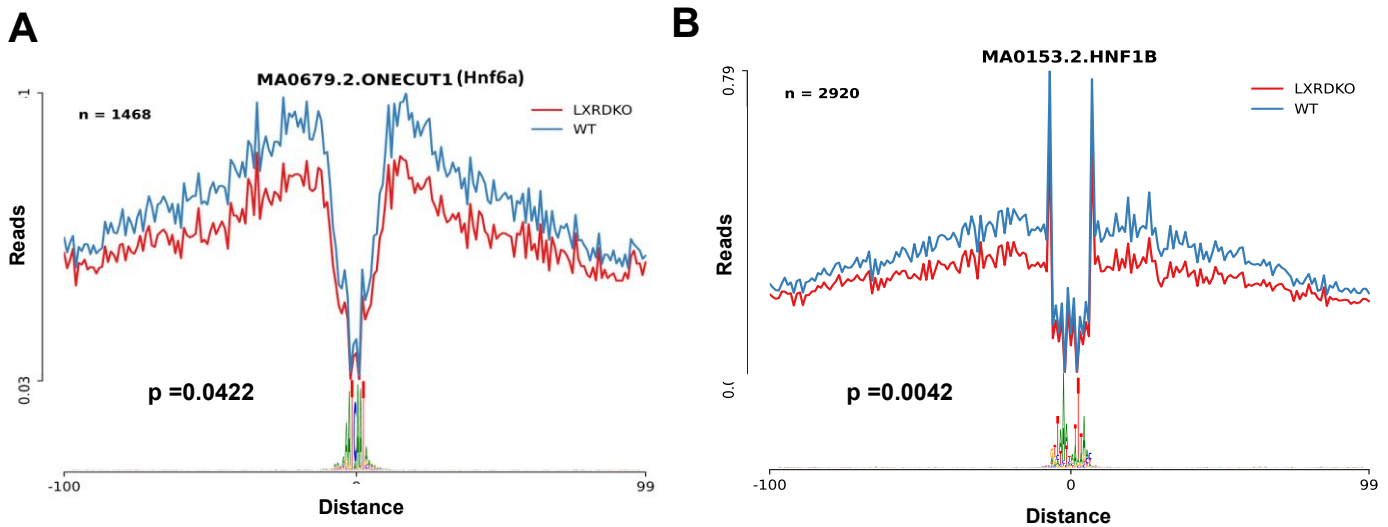 A
MA0679.2.ONECUT1 (Hnf6a)
n = 1468
LXRDKO
WT
Reads
.1
0.03
p =0.0422
-100
0
99
Distance
B
MA0153.2.HNF1B
n = 2920
LXRDKO
WT
Reads
0.79
p =0.0042
-100
0
99
Distance